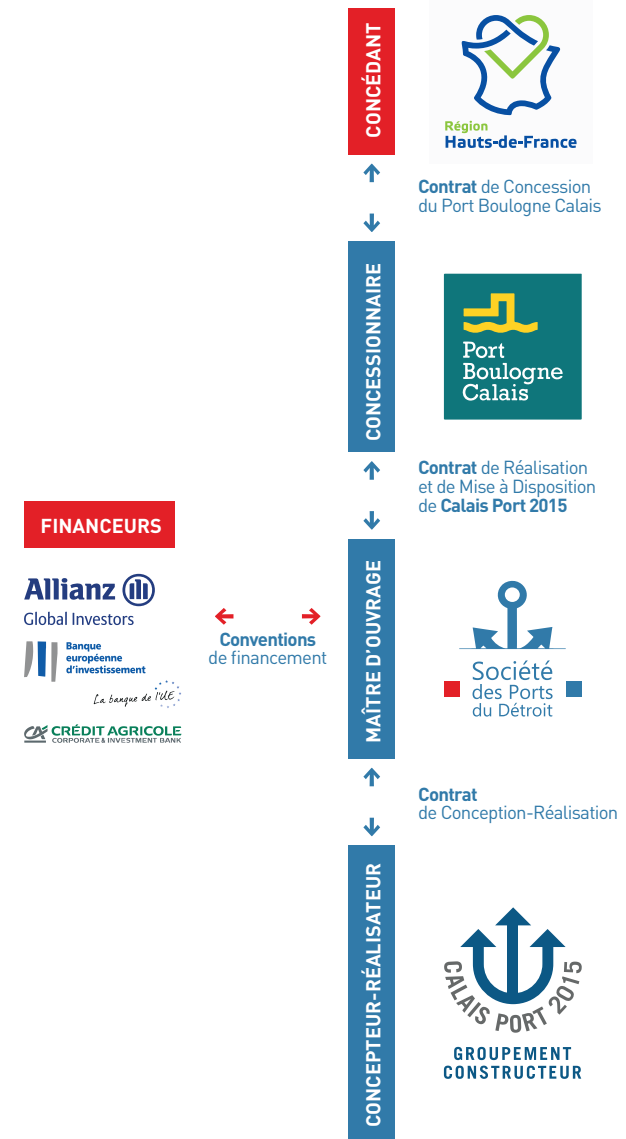 CONCÉDANT
Région
Hauts-de-France
Contrat de Concession
du Port Boulogne Calais
CONCESSIONNAIRE
Port
Boulogne
Calais
Contrat de Réalisation
et de Mise à Disposition
de Calais Port 2015
FINANCEURS
Allianz
Global Investors
Banque
européenne
d'investissement
La banque de l'UE
CA CRÉDIT AGRICOLE
CORPORATE & INVESTMENT BANK
Conventions
de financement
MAÎTRE D'OUVRAGE
Société
des Ports
du Détroit
Contrat
de Conception-Réalisation
CONCEPTEUR-RÉALISATEUR
CALAIS PORT 2015
GROUPEMENT
CONSTRUCTEUR